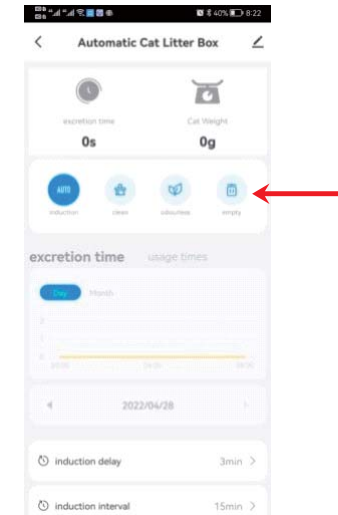 40% 8:22
Automatic Cat Litter Box
excretion time Cat Weight
0s 0g
AUTO
induction clean odourless empty
excretion time usage times
Day Month
2022/04/28
induction delay 3min
induction interval 15min